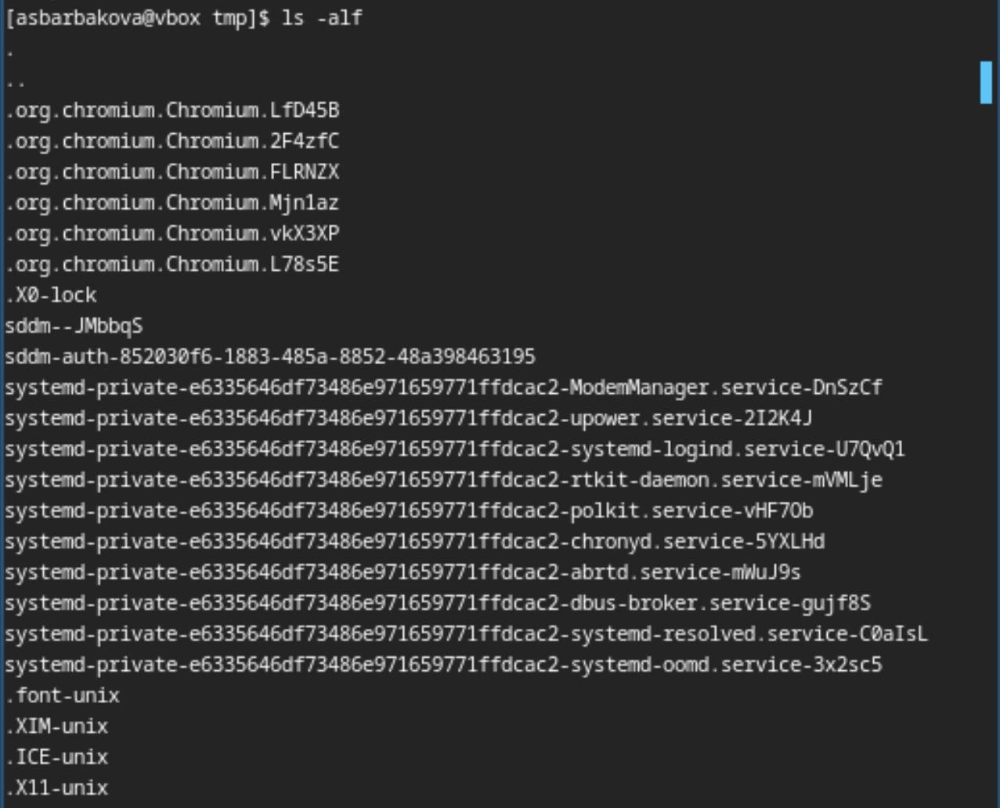 [asbarbakova@vbox tmp]$ ls -alf
.
..
.org.chromium.Chromium.LfD45B
.org.chromium.Chromium.2F4zfC
.org.chromium.Chromium.FLRNZX
.org.chromium.Chromium.Mjn1az
.org.chromium.Chromium.vkX3XP
.org.chromium.Chromium.L78s5E
.X0-lock
sddm--JMbbqS
sddm-auth-852030f6-1883-485a-8852-48a398463195
systemd-private-e6335646df73486e971659771ffdcac2-ModemManager.service-DnSzCf
systemd-private-e6335646df73486e971659771ffdcac2-upower.service-2I2K4J
systemd-private-e6335646df73486e971659771ffdcac2-systemd-logind.service-U7QvQ1
systemd-private-e6335646df73486e971659771ffdcac2-rtkit-daemon.service-mVMLje
systemd-private-e6335646df73486e971659771ffdcac2-polkit.service-vHF7Ob
systemd-private-e6335646df73486e971659771ffdcac2-chronyd.service-5YXLHd
systemd-private-e6335646df73486e971659771ffdcac2-abrtd.service-mWuJ9s
systemd-private-e6335646df73486e971659771ffdcac2-dbus-broker.service-gujf8S
systemd-private-e6335646df73486e971659771ffdcac2-systemd-resolved.service-C0aIsL
systemd-private-e6335646df73486e971659771ffdcac2-systemd-oomd.service-3x2sc5
.font-unix
.XIM-unix
.ICE-unix
.X11-unix